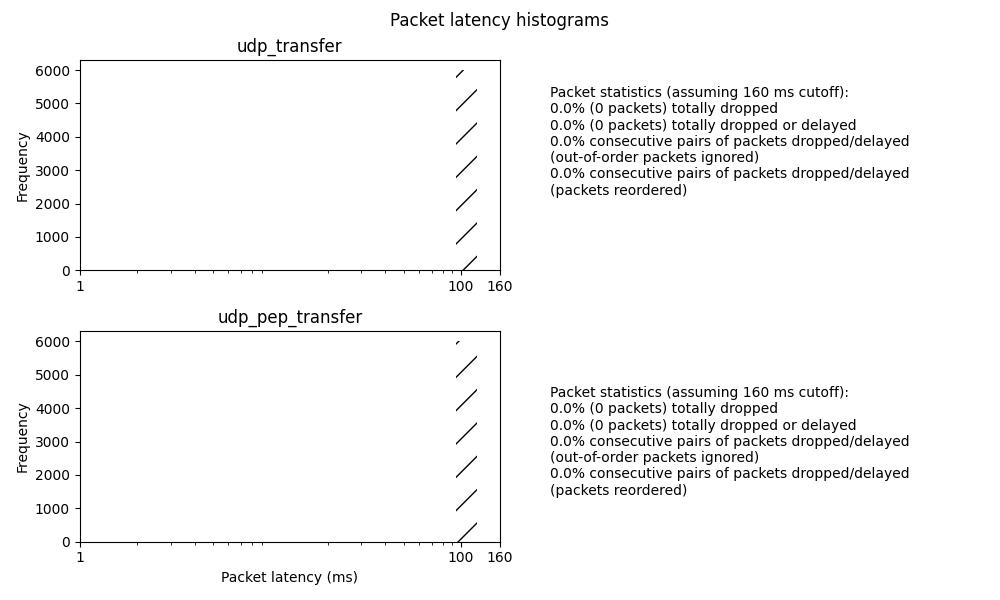 Packet latency histograms
udp_transfer
6000
5000
4000
3000
2000
1000
0
Frequency
1
100
160
Packet statistics (assuming 160 ms cutoff):
0.0% (0 packets) totally dropped
0.0% (0 packets) totally dropped or delayed
0.0% consecutive pairs of packets dropped/delayed
(out-of-order packets ignored)
0.0% consecutive pairs of packets dropped/delayed
(packets reordered)
udp_pep_transfer
6000
5000
4000
3000
2000
1000
0
Frequency
1
100
160
Packet latency (ms)
Packet statistics (assuming 160 ms cutoff):
0.0% (0 packets) totally dropped
0.0% (0 packets) totally dropped or delayed
0.0% consecutive pairs of packets dropped/delayed
(out-of-order packets ignored)
0.0% consecutive pairs of packets dropped/delayed
(packets reordered)